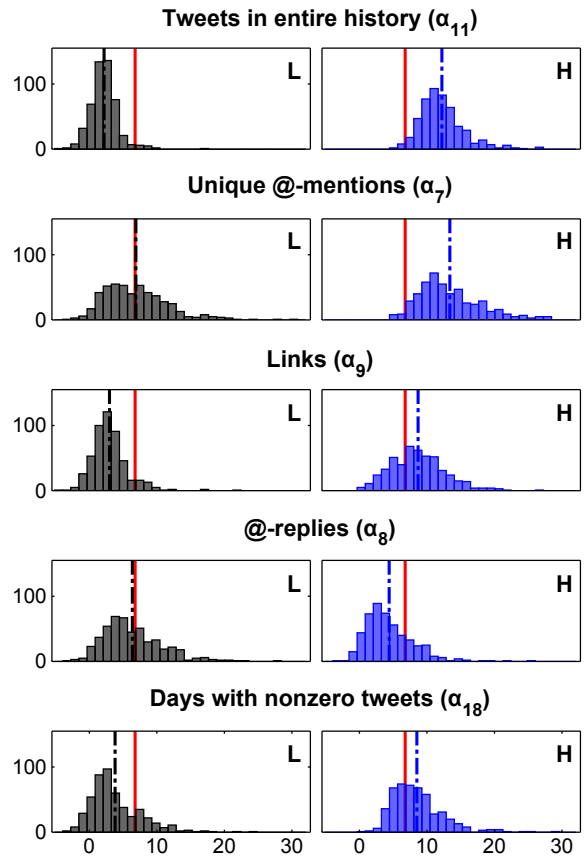 Tweets in entire history (α11)
100
0
L
H
Unique @-mentions (α7)
100
0
L
H
Links (α9)
100
0
L
H
@-replies (α8)
100
0
L
H
Days with nonzero tweets (α18)
100
0
L
H
0 10 20 30 0 10 20 30